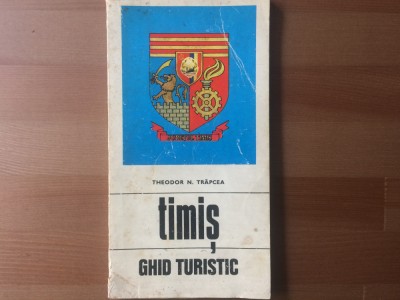 THEODOR N. TRÂPCEA
timiș
GHID TURISTIC